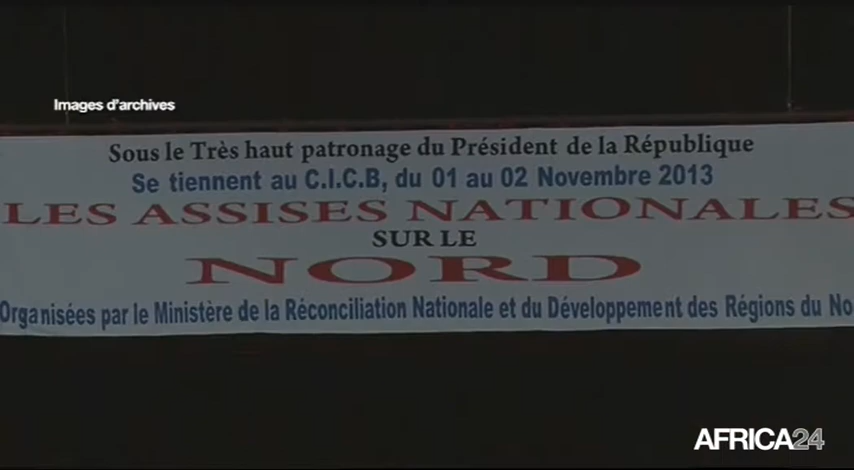 Images d'archives
Sous le Très haut patronage du Président de la République
Se tiennent au C.I.C.B, du 01 au 02 Novembre 2013
LES ASSISES NATIONALES
SUR LE
NORD
Organisées par le Ministère de la Réconciliation Nationale et du Développement des Régions du No
AFRICA24